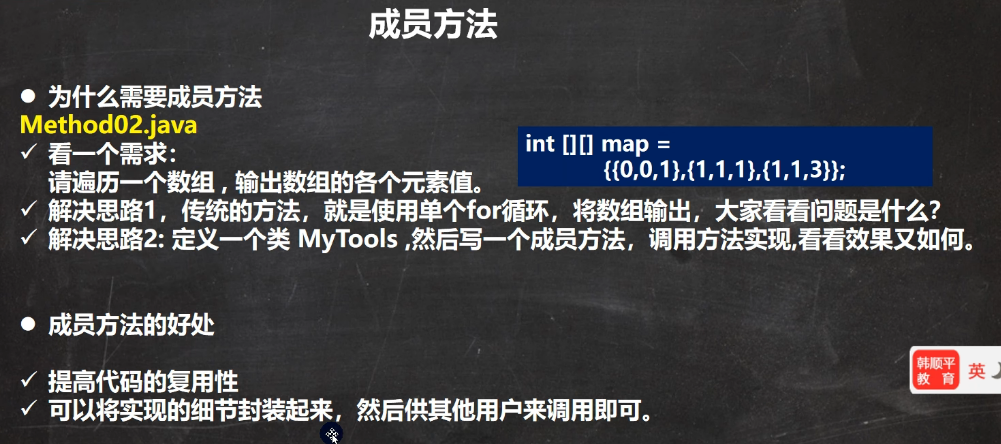 成员方法
● 为什么需要成员方法
Method02.java
✓ 看一个需求：
请遍历一个数组 , 输出数组的各个元素值。
int [][] map =
{{0,0,1},{1,1,1},{1,1,3}};
✓ 解决思路1，传统的方法，就是使用单个for循环，将数组输出，大家看看问题是什么？
✓ 解决思路2: 定义一个类 MyTools ,然后写一个成员方法，调用方法实现,看看效果又如何。
● 成员方法的好处
✓ 提高代码的复用性
✓ 可以将实现的细节封装起来，然后供其他用户来调用即可。
韩顺平
教 育
英